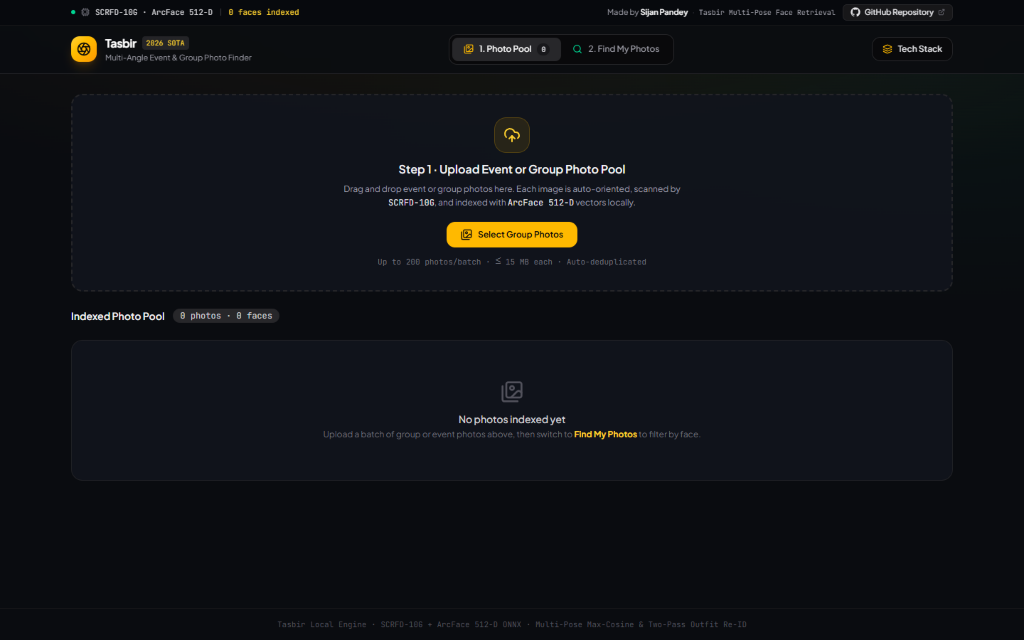 SCRFD-10G · ArcFace 512-D | 0 faces indexed
Made by Sijan Pandey Tasbir Multi-Pose Face Retrieval GitHub Repository
Tasbir 2026 SOTA
Multi-Angle Event & Group Photo Finder
1. Photo Pool 0
2. Find My Photos
Tech Stack
Step 1 · Upload Event or Group Photo Pool
Drag and drop event or group photos here. Each image is auto-oriented, scanned by
SCRFD-10G, and indexed with ArcFace 512-D vectors locally.
Select Group Photos
Up to 200 photos/batch · ≤ 15 MB each · Auto-deduplicated
Indexed Photo Pool 0 photos · 0 faces
No photos indexed yet
Upload a batch of group or event photos above, then switch to Find My Photos to filter by face.
Tasbir Local Engine · SCRFD-10G + ArcFace 512-D ONNX · Multi-Pose Max-Cosine & Two-Pass Outfit Re-ID